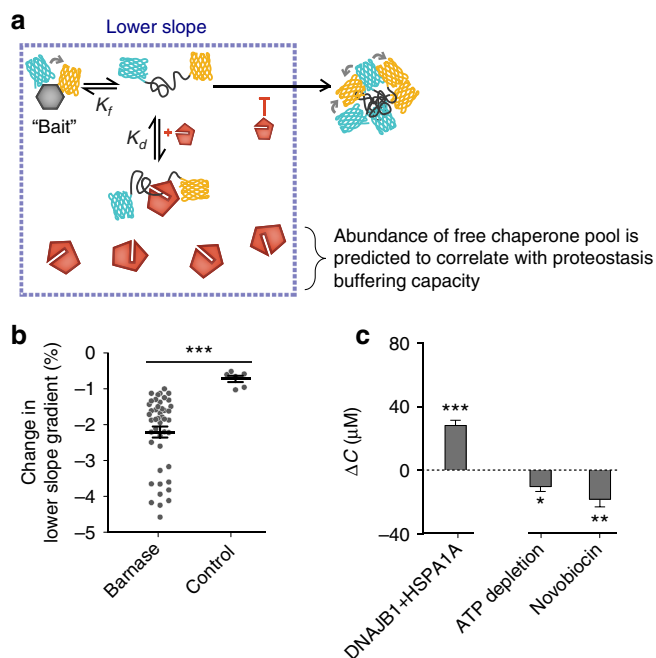 a
Lower slope
K_f
"Bait"
K_d
+
Abundance of free chaperone pool is
predicted to correlate with proteostasis
buffering capacity
b
Change in
lower slope gradient (%)
0
–1
–2
–3
–4
–5
***
Barnase
Control
c
ΔC (µM)
80
40
0
–40
***
*
**
DNAJB1+HSPA1A
ATP depletion
Novobiocin